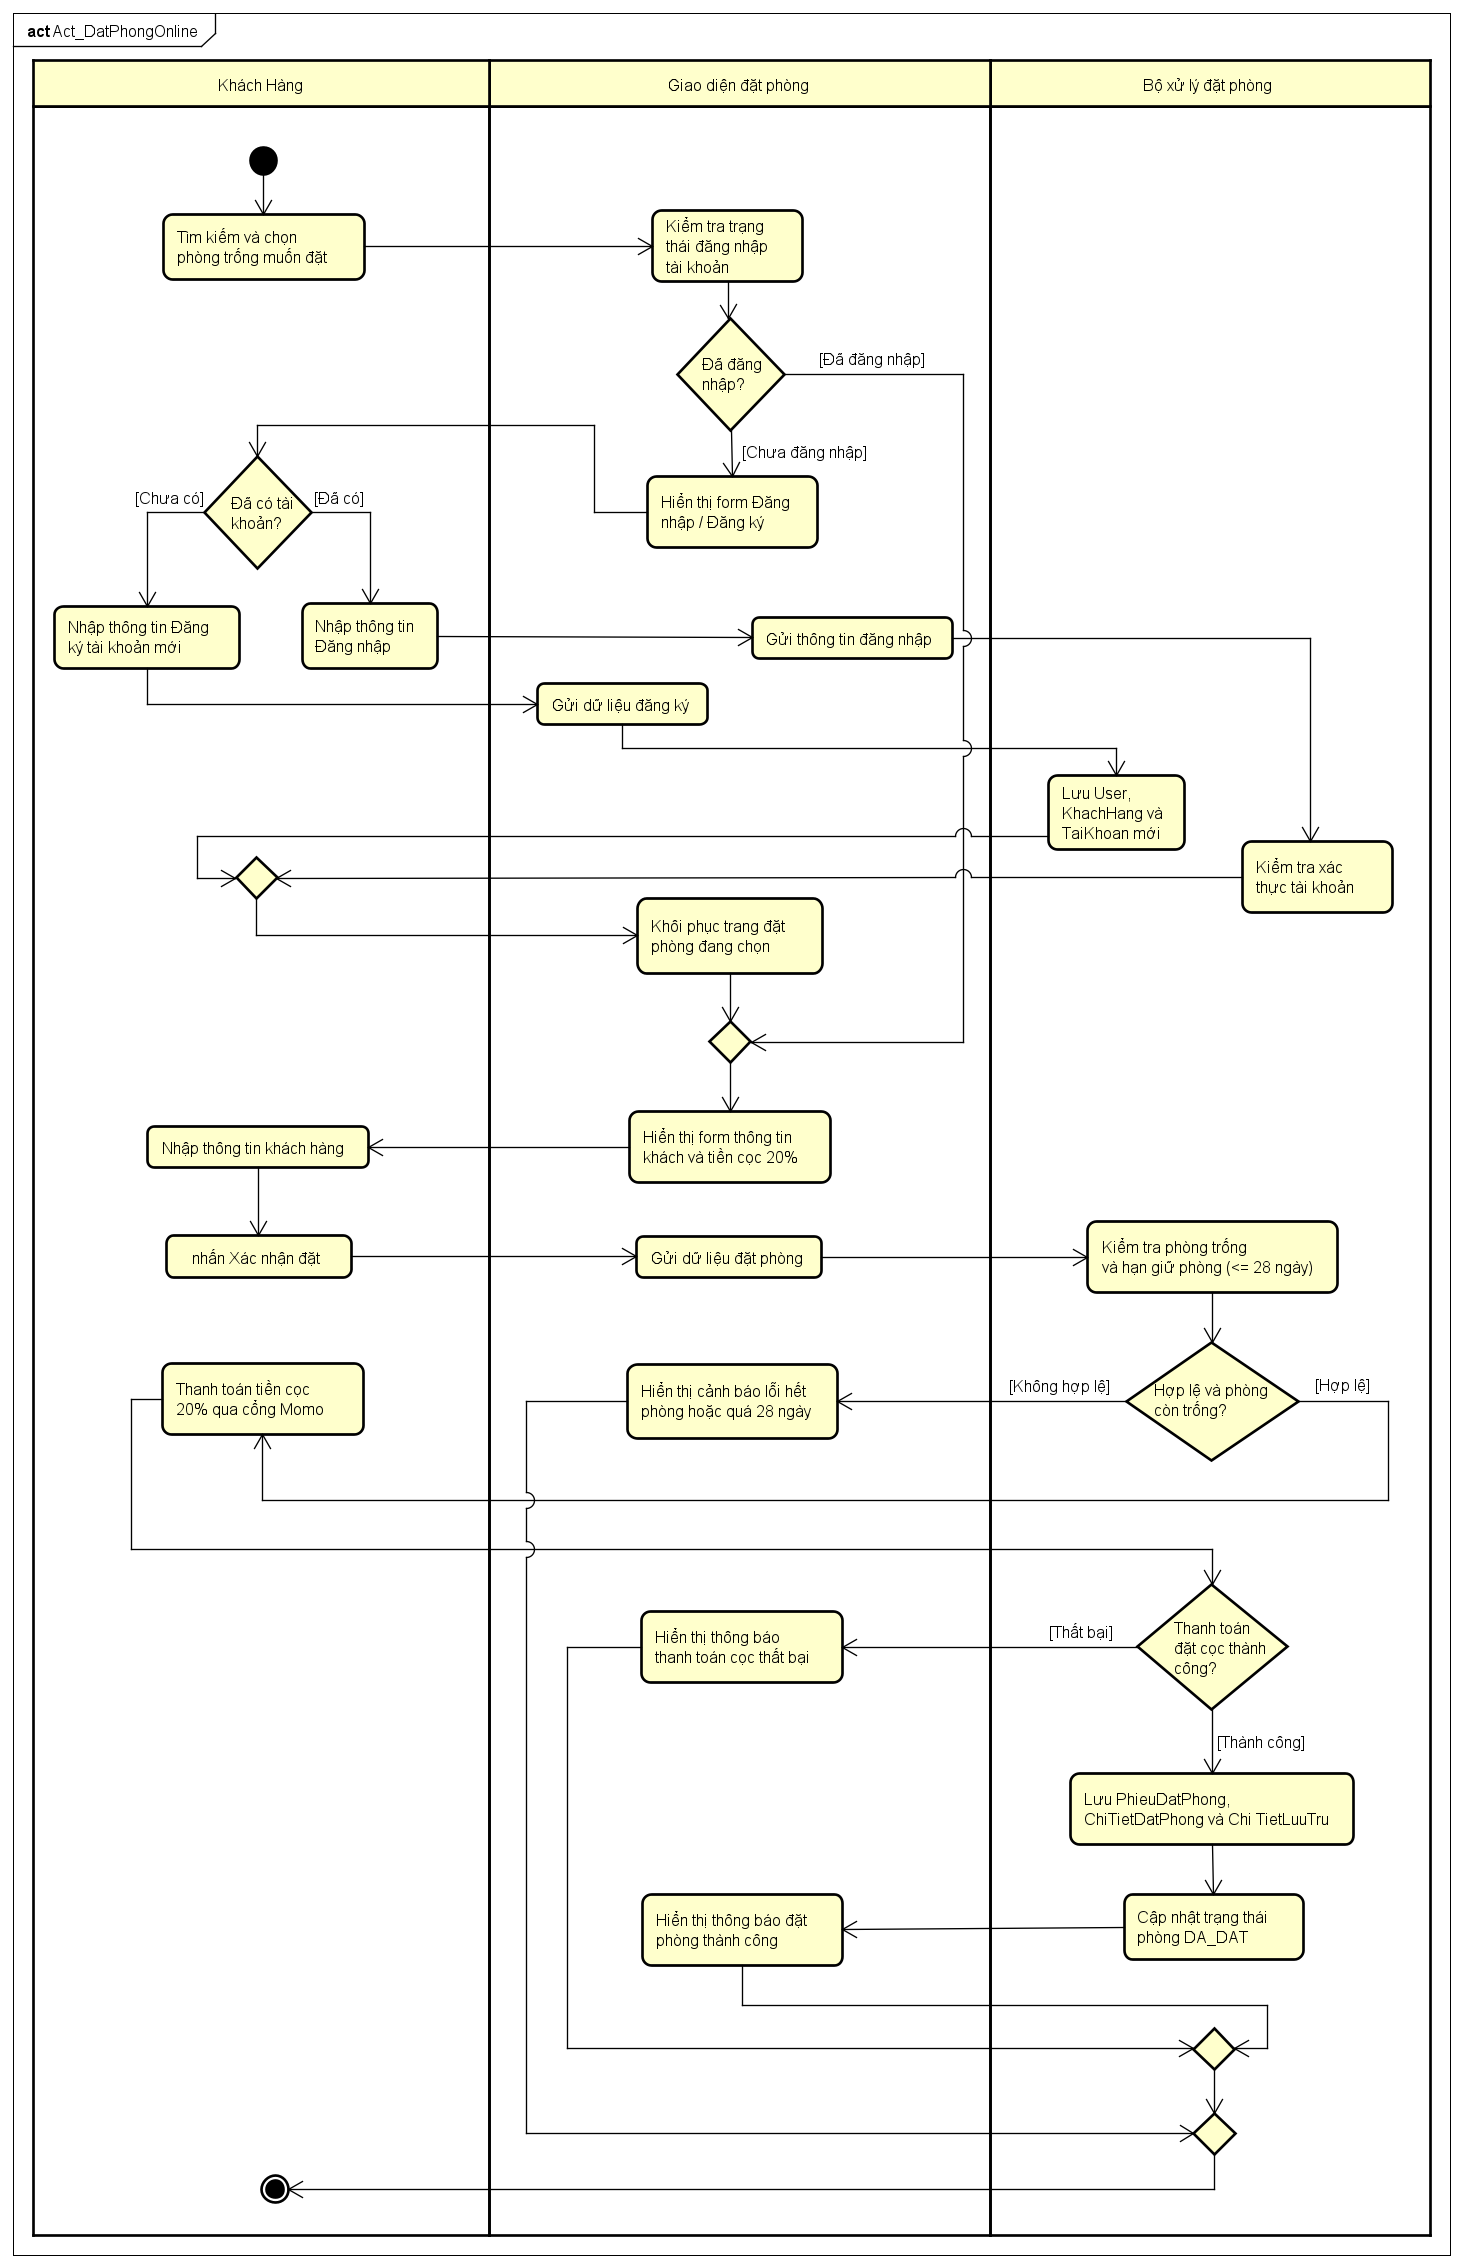 act Act_DatPhongOnline
Khách Hàng
Giao diện đặt phòng
Bộ xử lý đặt phòng
Tìm kiếm và chọn
phòng trống muốn đặt
Kiểm tra trạng
thái đăng nhập
tài khoản
Đã đăng
nhập?
[Đã đăng nhập]
[Chưa đăng nhập]
Hiển thị form Đăng
nhập / Đăng ký
Đã có tài
khoản?
[Chưa có]
[Đã có]
Nhập thông tin Đăng
ký tài khoản mới
Nhập thông tin
Đăng nhập
Gửi thông tin đăng nhập
Gửi dữ liệu đăng ký
Lưu User,
KhachHang và
TaiKhoan mới
Kiểm tra xác
thực tài khoản
Khôi phục trang đặt
phòng đang chọn
Hiển thị form thông tin
khách và tiền cọc 20%
Nhập thông tin khách hàng
nhấn Xác nhận đặt
Gửi dữ liệu đặt phòng
Kiểm tra phòng trống
và hạn giữ phòng (<= 28 ngày)
Hợp lệ và phòng
còn trống?
[Không hợp lệ]
[Hợp lệ]
Hiển thị cảnh báo lỗi hết
phòng hoặc quá 28 ngày
Thanh toán tiền cọc
20% qua cổng Momo
Thanh toán
đặt cọc thành
công?
[Thất bại]
[Thành công]
Hiển thị thông báo
thanh toán cọc thất bại
Lưu PhieuDatPhong,
ChiTietDatPhong và Chi TietLuuTru
Cập nhật trạng thái
phòng DA_DAT
Hiển thị thông báo đặt
phòng thành công